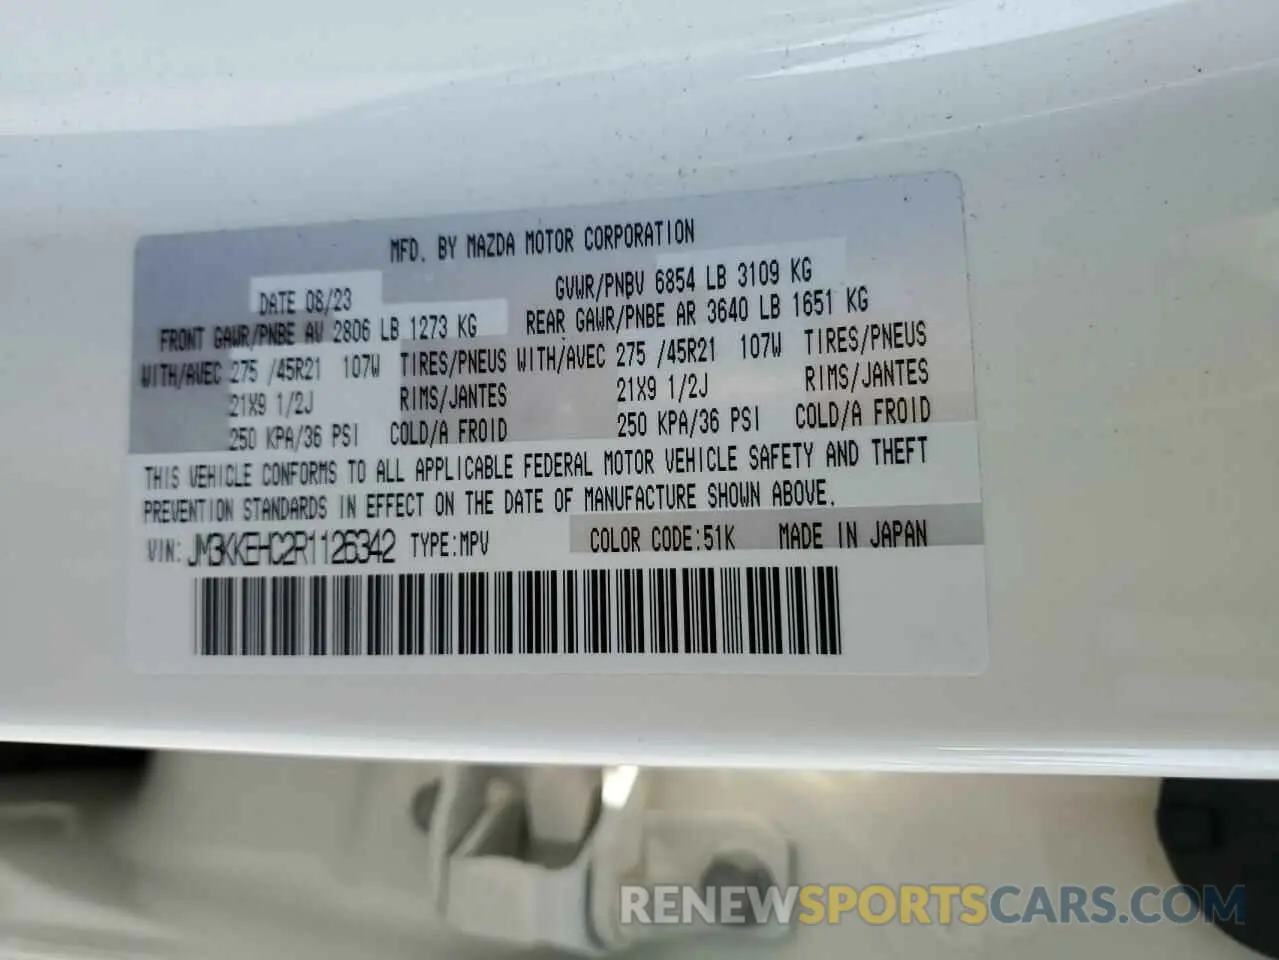 MFD. BY MAZDA MOTOR CORPORATION
DATE 08/23 GVWR/PNBV 6854 LB 3109 KG
FRONT GAWR/PNBE AV 2806 LB 1273 KG REAR GAWR/PNBE AR 3640 LB 1651 KG
WITH/AVEC 275 /45R21 107W TIRES/PNEUS WITH/AVEC 275 /45R21 107W TIRES/PNEUS
21X9 1/2J RIMS/JANTES 21X9 1/2J RIMS/JANTES
250 KPA/36 PSI COLD/A FROID 250 KPA/36 PSI COLD/A FROID
THIS VEHICLE CONFORMS TO ALL APPLICABLE FEDERAL MOTOR VEHICLE SAFETY AND THEFT
PREVENTION STANDARDS IN EFFECT ON THE DATE OF MANUFACTURE SHOWN ABOVE.
VIN: JM3KKEHC2R1126342 TYPE:MPV COLOR CODE:51K MADE IN JAPAN
RENEWSPORTSCARS.COM